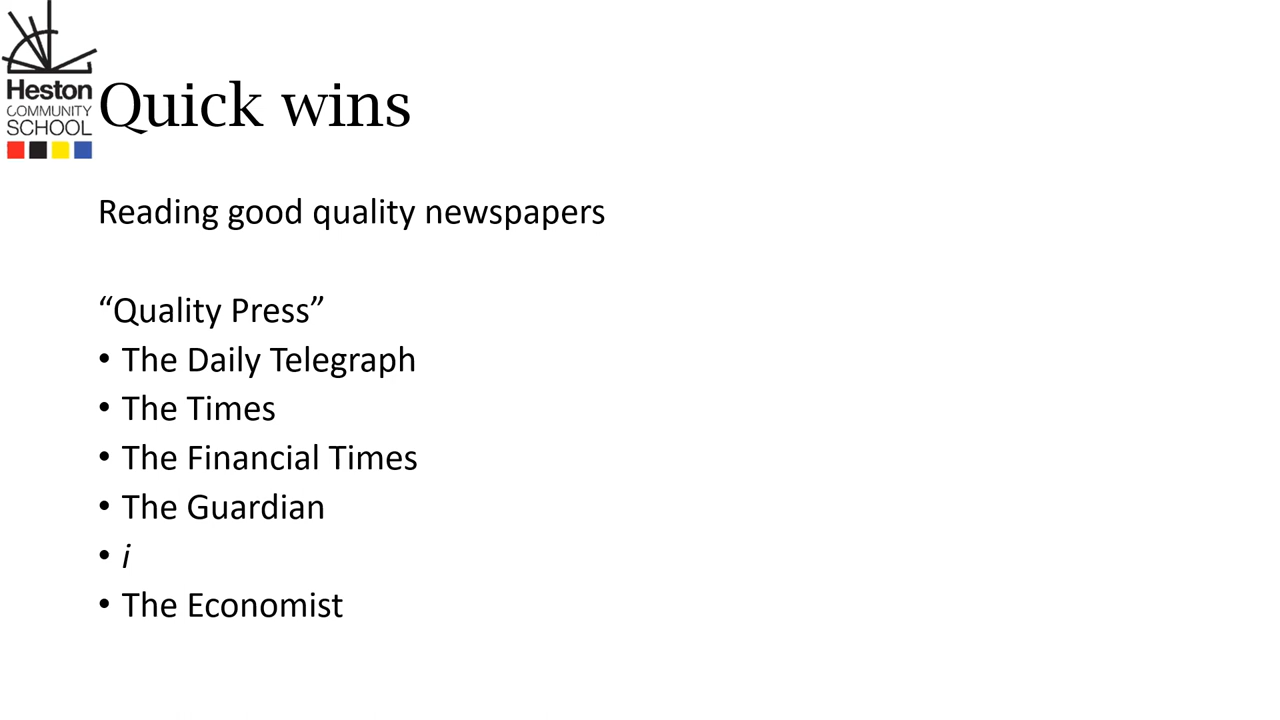 Heston
COMMUNITY
SCHOOL
Quick wins
Reading good quality newspapers
“Quality Press”
• The Daily Telegraph
• The Times
• The Financial Times
• The Guardian
• i
• The Economist